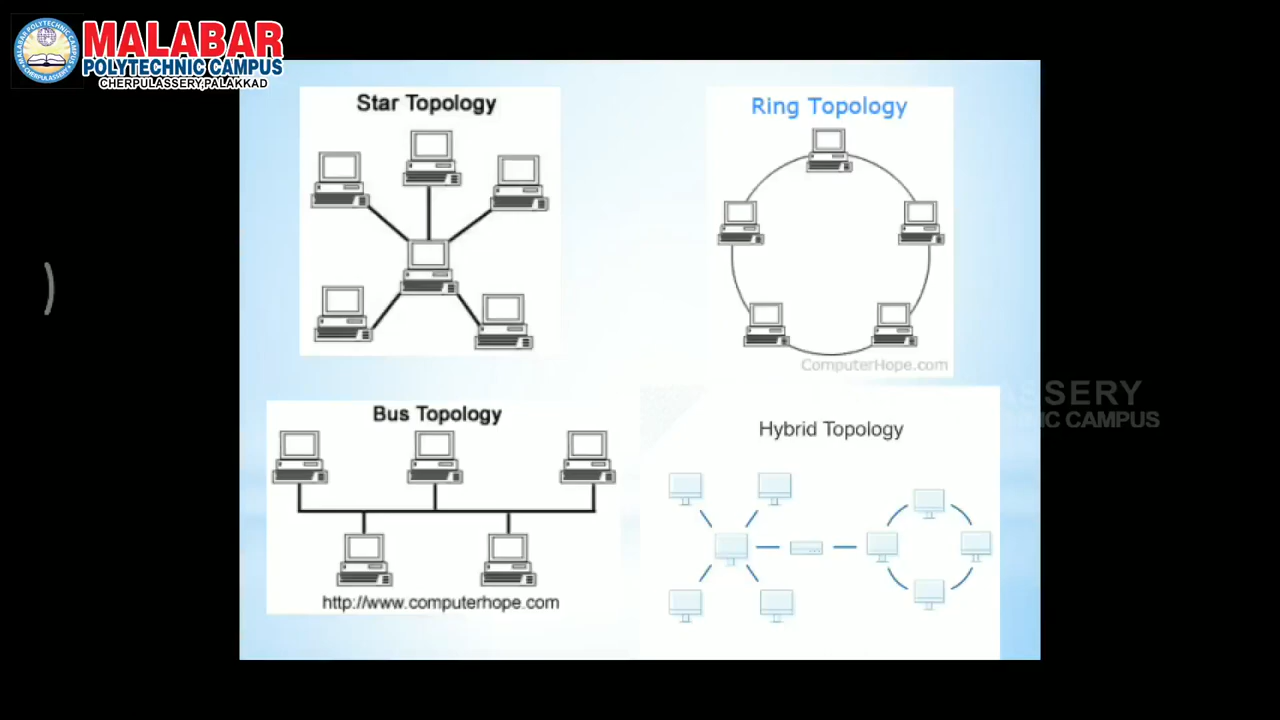 MALABAR
POLYTECHNIC CAMPUS
CHERPULASSERY,PALAKKAD
Star Topology
Ring Topology
ComputerHope.com
Bus Topology
http://www.computerhope.com
Hybrid Topology
CAMPUS